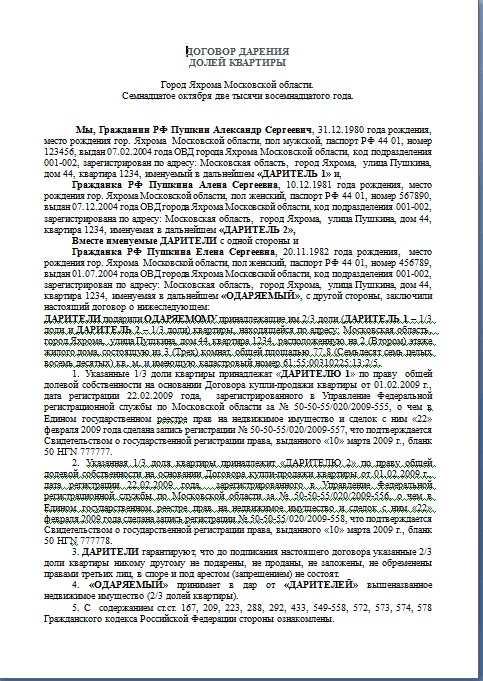 ДОГОВОР ДАРЕНИЯ
ДОЛЕЙ КВАРТИРЫ
Город Яхрома Московской области.
Семнадцатое октября две тысячи восемнадцатого года.
Мы, Гражданин РФ Пушкин Александр Сергеевич, 31.12.1980 года рождения,
место рождения гор. Яхрома Московской области, пол мужской, паспорт РФ 44 01, номер
123456, выдан 07.02.2004 года ОВД города Яхрома Московской области, код подразделения
001-002, зарегистрирован по адресу: Московская область, город Яхрома, улица Пушкина,
дом 44, квартира 1234, именуемый в дальнейшем «ДАРИТЕЛЬ 1» и,
Гражданка РФ Пушкина Алена Сергеевна, 10.12.1981 года рождения, место
рождения гор. Яхрома Московской области, пол женский, паспорт РФ 44 01, номер 567890,
выдан 07.12.2004 года ОВД города Яхрома Московской области, код подразделения 001-002,
зарегистрирована по адресу: Московская область, город Яхрома, улица Пушкина, дом 44,
квартира 1234, именуемая в дальнейшем «ДАРИТЕЛЬ 2»,
Вместе именуемые ДАРИТЕЛИ с одной стороны и
Гражданка РФ Пушкина Елена Сергеевна, 20.11.1982 года рождения, место
рождения гор. Яхрома Московской области, пол женский, паспорт РФ 44 01, номер 456789,
выдан 01.07.2004 года ОВД города Яхрома Московской области, код подразделения 001-002,
зарегистрирована по адресу: Московская область, город Яхрома, улица Пушкина, дом 44,
квартира 1234, именуемая в дальнейшем «ОДАРЯЕМЫЙ», с другой стороны, заключили
настоящий договор о нижеследующем:
ДАРИТЕЛИ подарили ОДАРЯЕМОМУ принадлежащие им 2/3 доли (ДАРИТЕЛЬ 1 – 1/3
доли и ДАРИТЕЛЬ 2 – 1/3 доли) квартиры, находящейся по адресу: Московская область,
город Яхрома, улица Пушкина, дом 44, квартира 1234, расположенную на 2 (Втором) этаже
жилого дома, состоящую из 3 (Трех) комнат, общей площадью 77,8 (Семьдесят семь целых
восемь десятых) кв. м. и имеющую кадастровый номер 61:55:00310225:13:2/5.
1. Указанные 1/3 доли квартиры принадлежат «ДАРИТЕЛЮ 1» по праву общей
долевой собственности на основании Договора купли-продажи квартиры от 01.02.2009 г.,
дата регистрации 22.02.2009 года, зарегистрированного в Управление Федеральной
регистрационной службы по Московской области за № 50-50-55/020/2009-555, о чем в
Едином государственном реестре прав на недвижимое имущество и сделок с ним «22»
февраля 2009 года сделана запись регистрации № 50-50-55/020/2009-557, что подтверждается
Свидетельством о государственной регистрации права, выданного «10» марта 2009 г., бланк
50 НГN 777777.
2. Указанная 1/3 доля квартиры принадлежит «ДАРИТЕЛЮ 2» по праву общей
долевой собственности на основании Договора купли-продажи квартиры от 01.02.2009 г.,
дата регистрации 22.02.2009 года, зарегистрированного в Управление Федеральной
регистрационной службы по Московской области за № 50-50-55/020/2009-556, о чем в
Едином государственном реестре прав на недвижимое имущество и сделок с ним «22»
февраля 2009 года сделана запись регистрации № 50-50-55/020/2009-558, что подтверждается
Свидетельством о государственной регистрации права, выданного «10» марта 2009 г., бланк
50 НГN 777778.
3. ДАРИТЕЛИ гарантируют, что до подписания настоящего договора указанные 2/3
доли квартиры никому другому не подарены, не проданы, не заложены, не обременены
правами третьих лиц, в споре и под арестом (запрещением) не состоят.
4. «ОДАРЯЕМЫЙ» принимает в дар от «ДАРИТЕЛЕЙ» вышеназванное
недвижимое имущество (2/3 долей квартиры).
5. С содержанием ст.ст. 167, 209, 223, 288, 292, 433, 549-558, 572, 573, 574, 578
Гражданского кодекса Российской Федерации стороны ознакомлены.